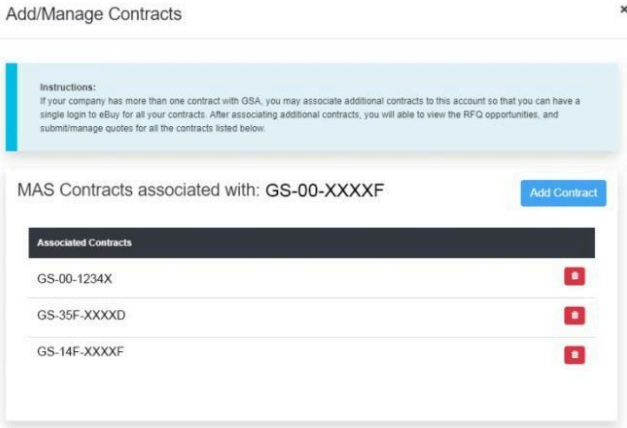 Add/Manage Contracts
×
Instructions:
If your company has more than one contract with GSA, you may associate additional contracts to this account so that you can have a
single login to eBuy for all your contracts. After associating additional contracts, you will able to view the RFQ opportunities, and
submit/manage quotes for all the contracts listed below.
MAS Contracts associated with: GS-00-XXXXF
Add Contract
Associated Contracts
GS-00-1234X
GS-35F-XXXXD
GS-14F-XXXXF